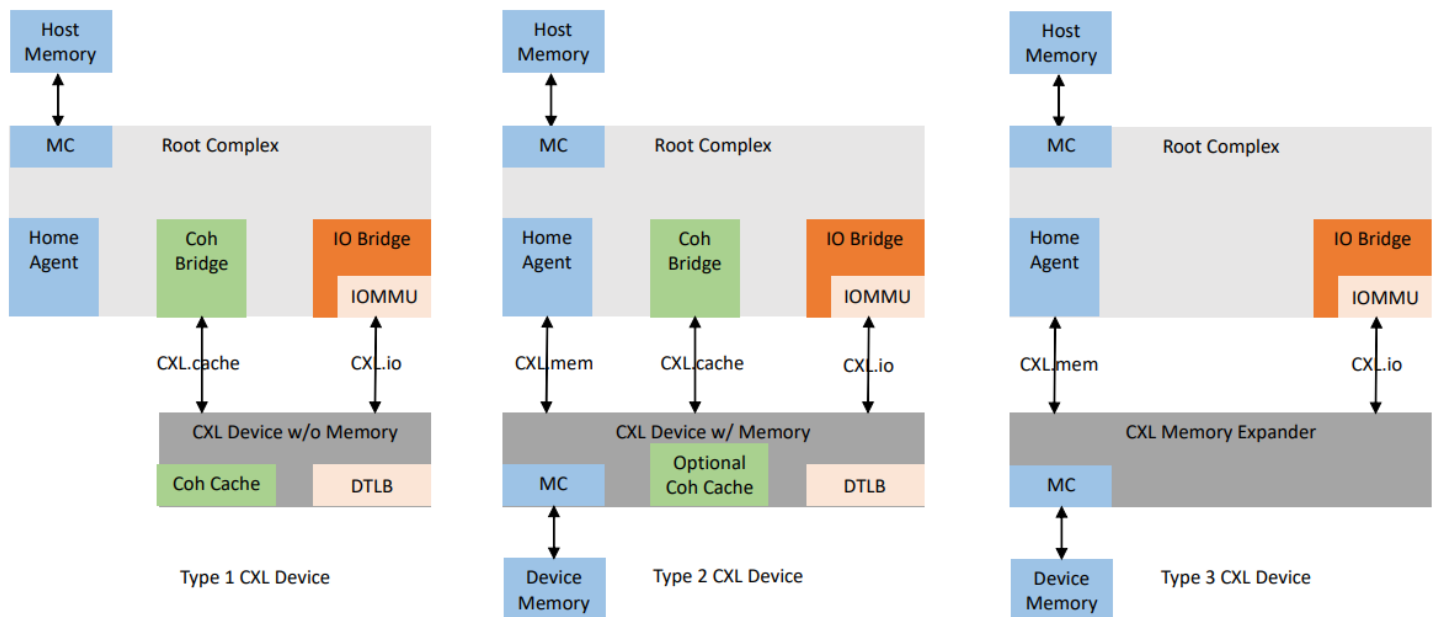 Host
Memory
MC
Root Complex
Home
Agent
Coh
Bridge
IO Bridge
IOMMU
CXL.cache
CXL.io
CXL Device w/o Memory
Coh Cache
DTLB
Type 1 CXL Device
Host
Memory
MC
Root Complex
Home
Agent
Coh
Bridge
IO Bridge
IOMMU
CXL.mem
CXL.cache
CXL.io
CXL Device w/ Memory
MC
Optional
Coh Cache
DTLB
Device
Memory
Type 2 CXL Device
Host
Memory
MC
Root Complex
Home
Agent
IO Bridge
IOMMU
CXL.mem
CXL.io
CXL Memory Expander
MC
Device
Memory
Type 3 CXL Device